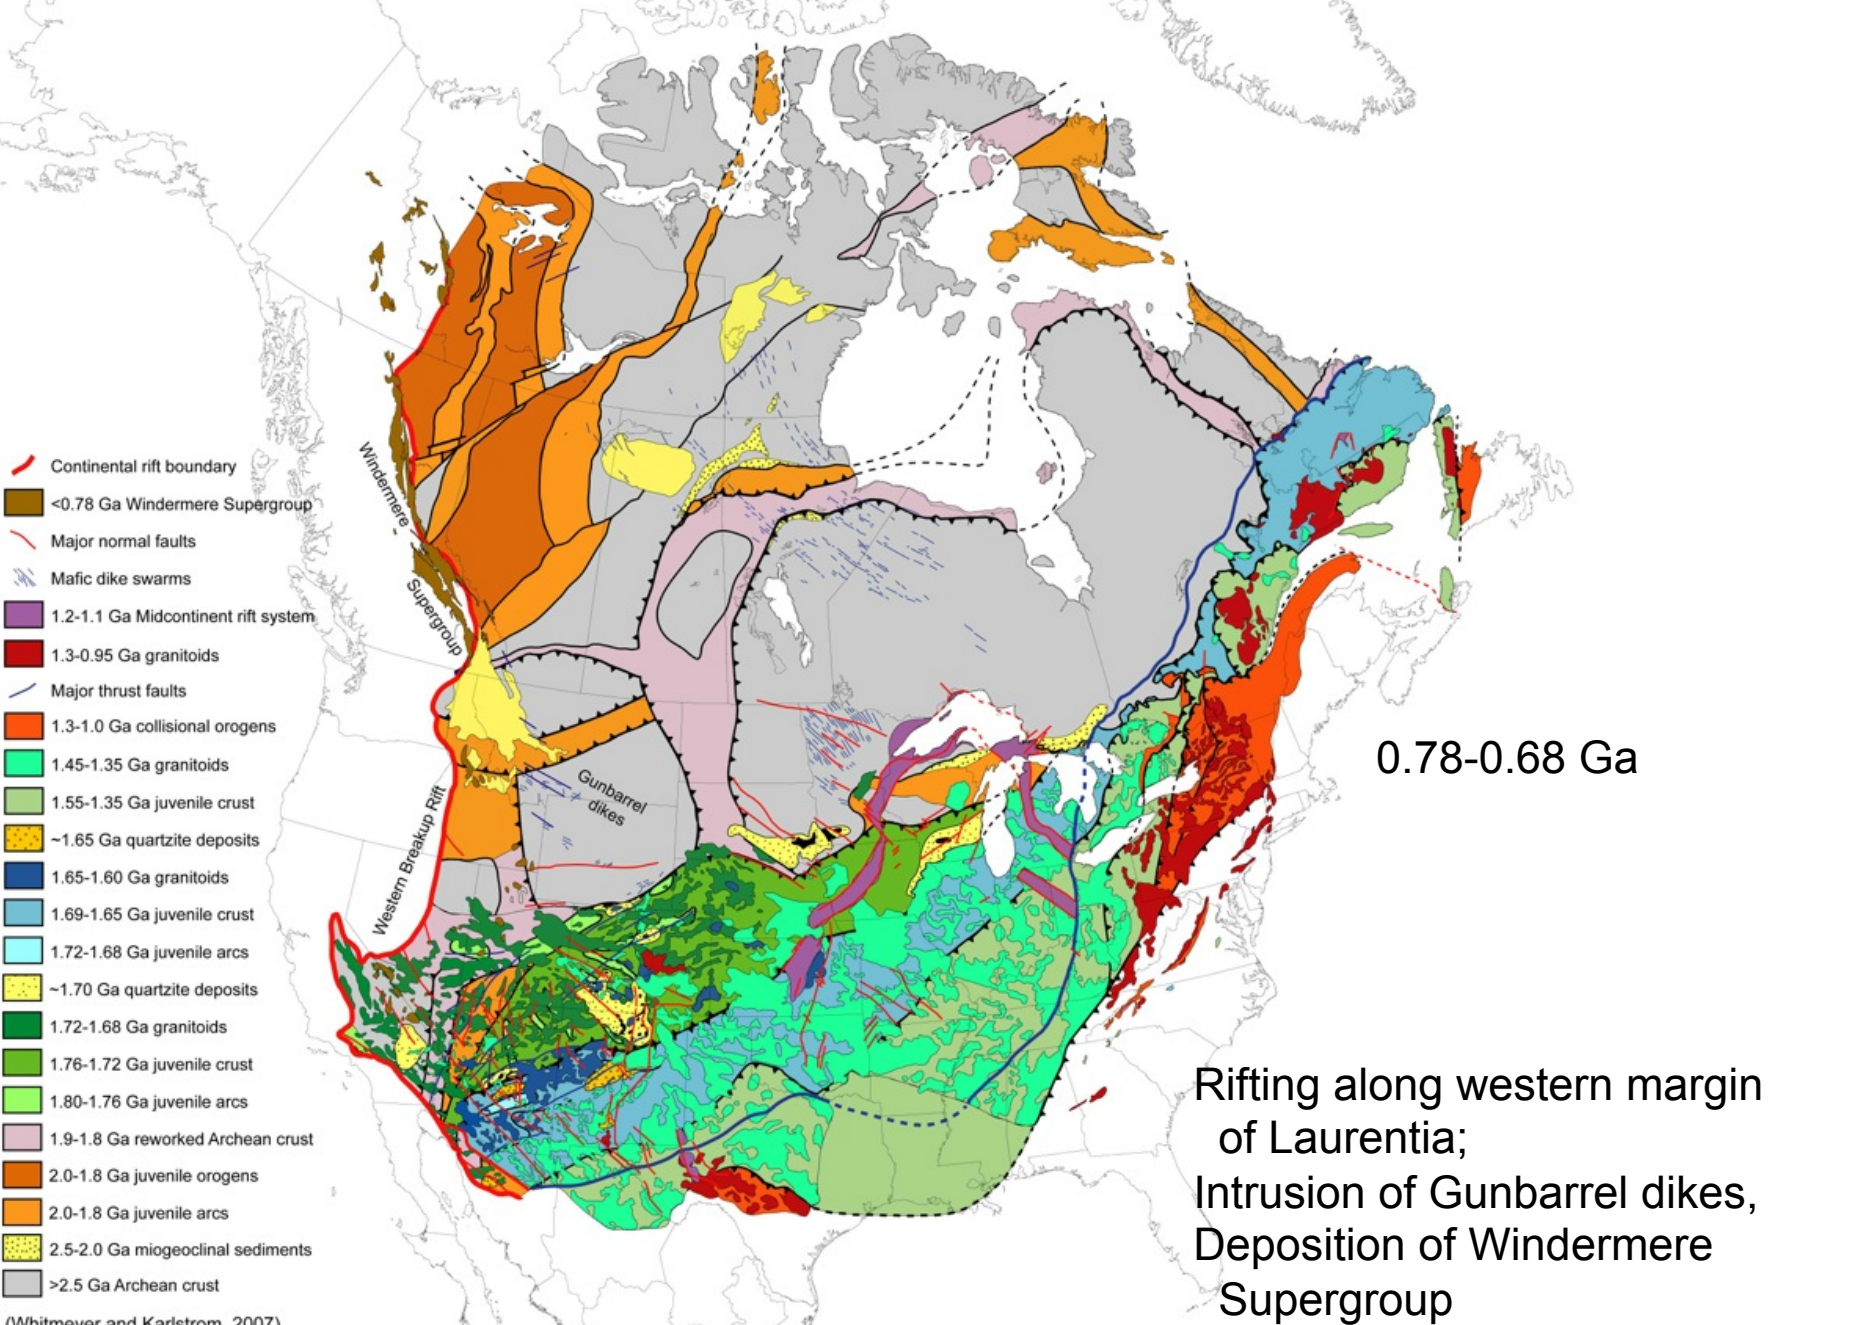 Continental rift boundary
<0.78 Ga Windermere Supergroup
Major normal faults
Mafic dike swarms
1.2-1.1 Ga Midcontinent rift system
1.3-0.95 Ga granitoids
Major thrust faults
1.3-1.0 Ga collisional orogens
1.45-1.35 Ga granitoids
1.55-1.35 Ga juvenile crust
~1.65 Ga quartzite deposits
1.65-1.60 Ga granitoids
1.69-1.65 Ga juvenile crust
1.72-1.68 Ga juvenile arcs
~1.70 Ga quartzite deposits
1.72-1.68 Ga granitoids
1.76-1.72 Ga juvenile crust
1.80-1.76 Ga juvenile arcs
1.9-1.8 Ga reworked Archean crust
2.0-1.8 Ga juvenile orogens
2.0-1.8 Ga juvenile arcs
2.5-2.0 Ga miogeoclinal sediments
>2.5 Ga Archean crust
(Whitmeyer and Karlstrom, 2007)
Windermere
Supergroup
Western Breakup Rift
Gunbarrel
dikes
0.78-0.68 Ga
Rifting along western margin
of Laurentia;
Intrusion of Gunbarrel dikes,
Deposition of Windermere
Supergroup